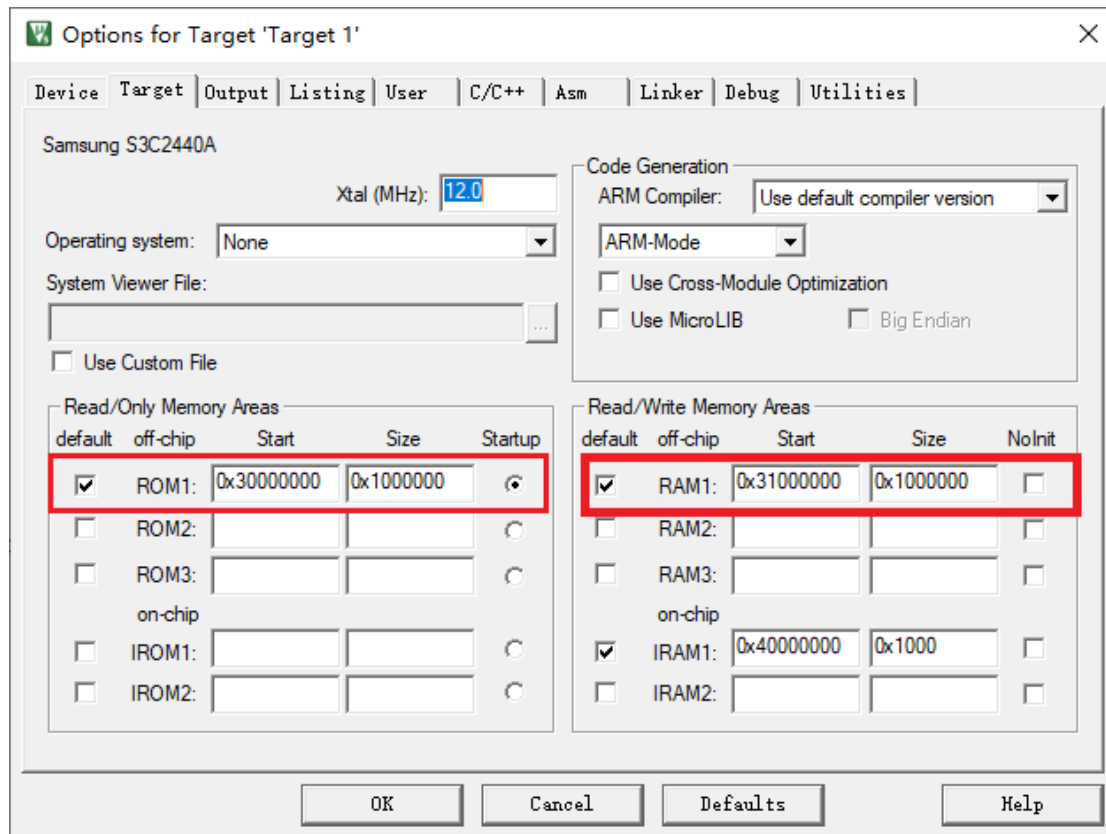 Options for Target 'Target 1'
Device Target Output Listing User C/C++ Asm Linker Debug Utilities
Samsung S3C2440A
Xtal (MHz): 12.0
Operating system: None
System Viewer File:
...
Use Custom File
Code Generation
ARM Compiler: Use default compiler version
ARM-Mode
Use Cross-Module Optimization
Use MicroLIB Big Endian
Read/Only Memory Areas
default off-chip Start Size Startup
ROM1: 0x30000000 0x1000000
ROM2:
ROM3:
on-chip
IROM1:
IROM2:
Read/Write Memory Areas
default off-chip Start Size NoInit
RAM1: 0x31000000 0x1000000
RAM2:
RAM3:
on-chip
IRAM1: 0x40000000 0x1000
IRAM2:
OK Cancel Defaults Help